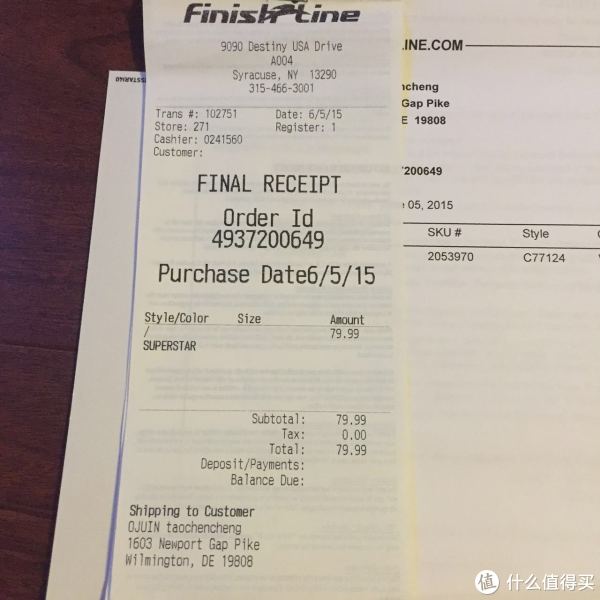 Finish Line
9090 Destiny USA Drive
A004
Syracuse, NY 13290
315-466-3001
Trans #: 102751 Date: 6/5/15
Store: 271 Register: 1
Cashier: 0241560
Customer:
FINAL RECEIPT
Order Id
4937200649
Purchase Date6/5/15
Style/Color Size Amount
/ 79.99
SUPERSTAR
Subtotal: 79.99
Tax: 0.00
Total: 79.99
Deposit/Payments:
Balance Due:
Shipping to Customer
OJUIN taochencheng
1603 Newport Gap Pike
Wilmington, DE 19808
LINE.COM
ncheng
Gap Pike
E 19808
7200649
05, 2015
SKU # Style
2053970 C77124
值 什么值得买